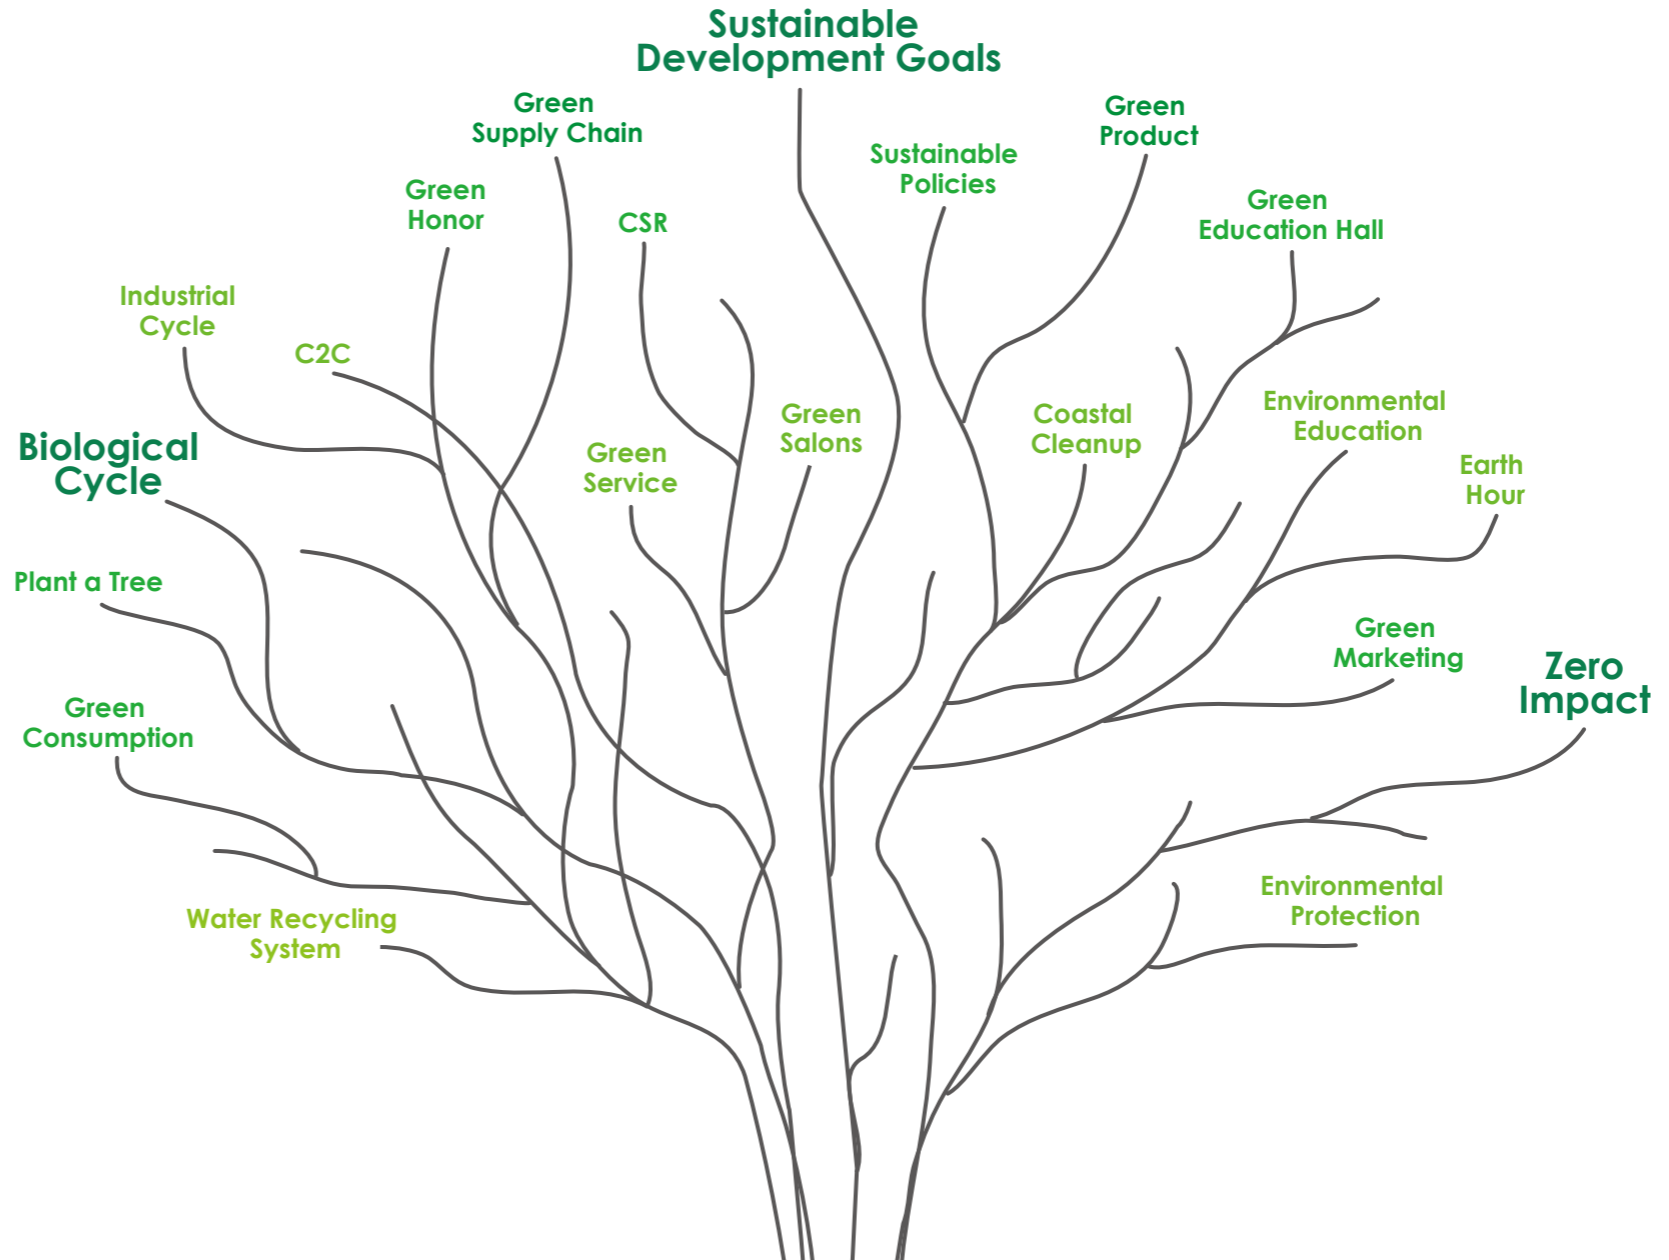 Sustainable
Development Goals
Green
Supply Chain
Green
Product
Sustainable
Policies
Green
Honor
CSR
Green
Education Hall
Industrial
Cycle
C2C
Biological
Cycle
Green
Service
Green
Salons
Coastal
Cleanup
Environmental
Education
Earth
Hour
Plant a Tree
Green
Marketing
Zero
Impact
Green
Consumption
Water Recycling
System
Environmental
Protection